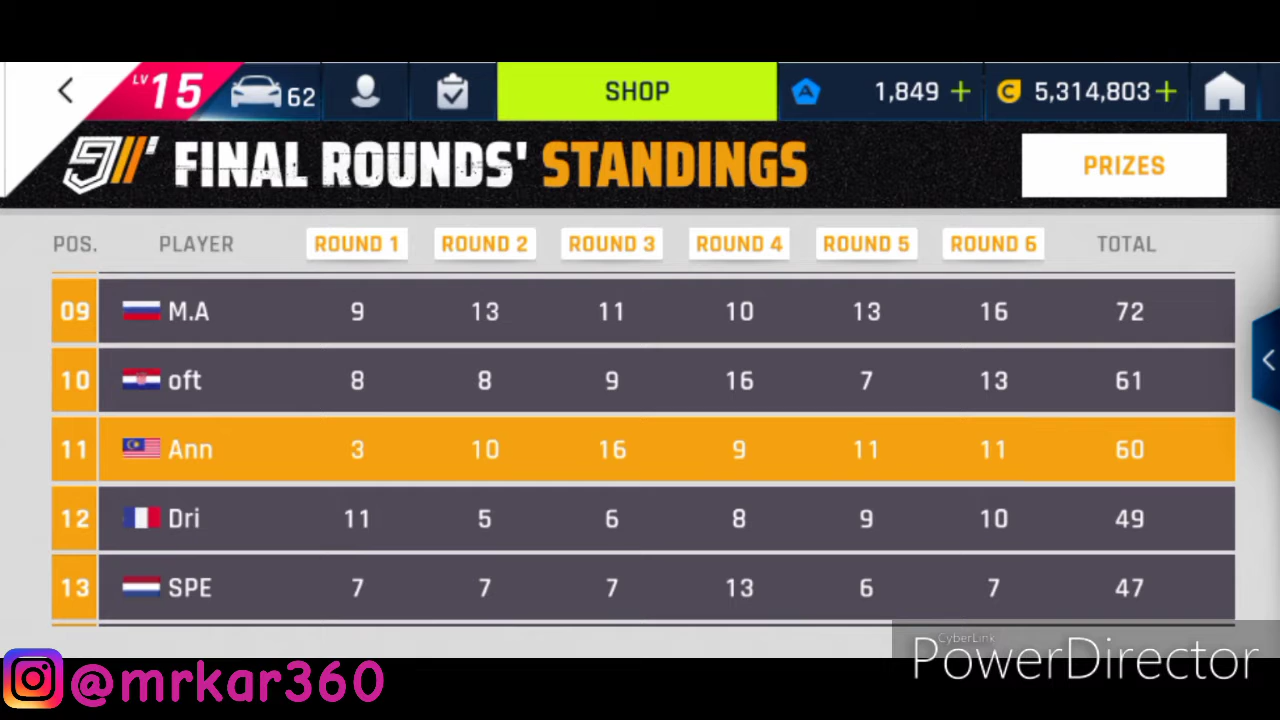 LV 15 62 SHOP 1,849 + 5,314,803 +
FINAL ROUNDS' STANDINGS PRIZES
POS. PLAYER ROUND 1 ROUND 2 ROUND 3 ROUND 4 ROUND 5 ROUND 6 TOTAL
09 M.A 9 13 11 10 13 16 72
10 oft 8 8 9 16 7 13 61
11 Ann 3 10 16 9 11 11 60
12 Dri 11 5 6 8 9 10 49
13 SPE 7 7 7 13 6 7 47
CyberLink
PowerDirector
@mrkar360